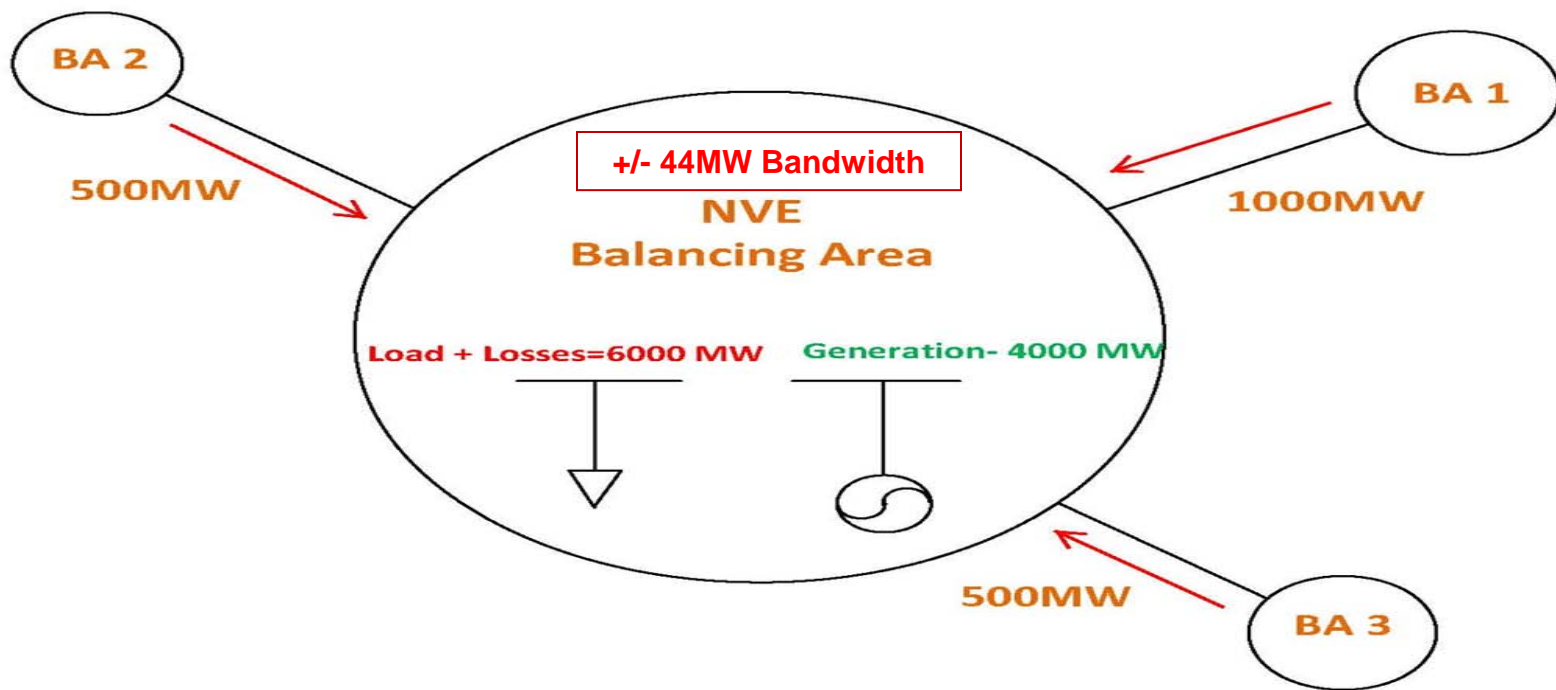 BA 2
BA 1
+/- 44MW Bandwidth
500MW
1000MW
NVE
Balancing Area
Load + Losses=6000 MW
Generation- 4000 MW
500MW
BA 3